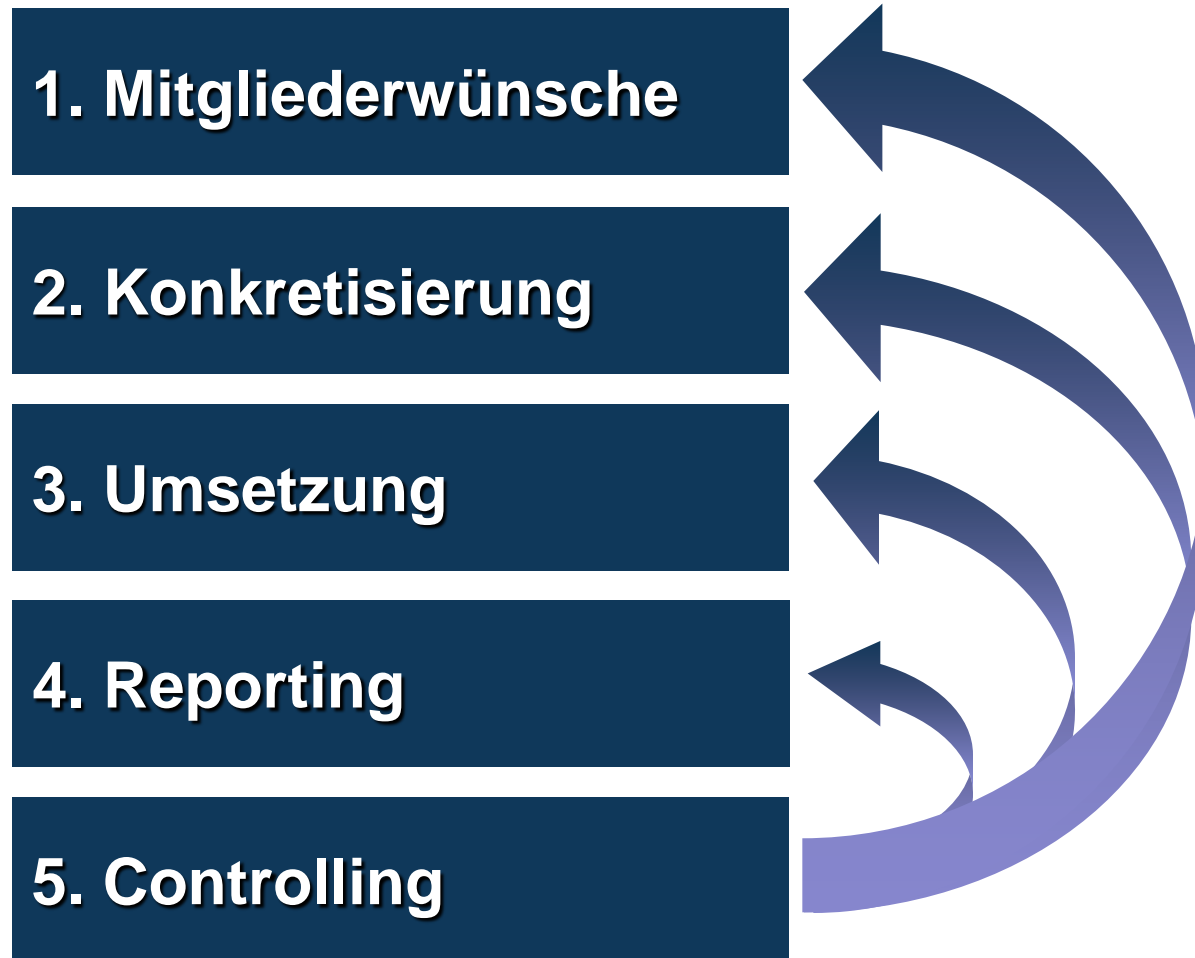 1. Mitgliederwünsche
2. Konkretisierung
3. Umsetzung
4. Reporting
5. Controlling